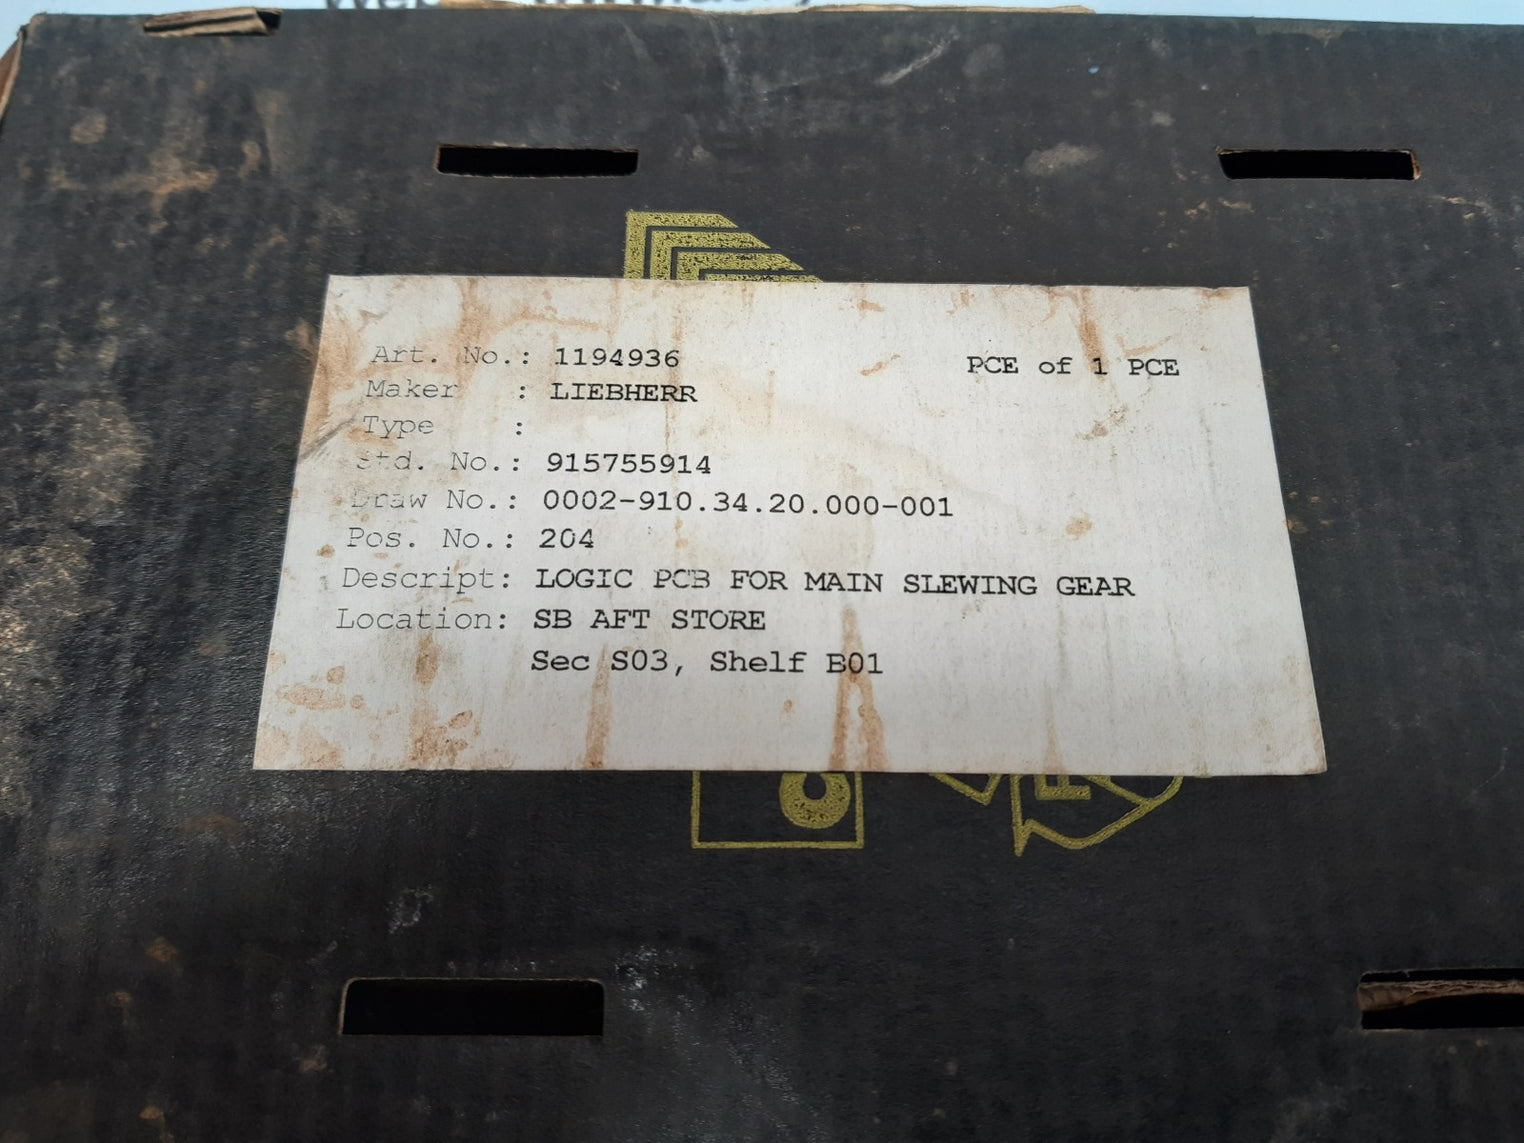 Art. No.: 1194936 PCE of 1 PCE
Maker : LIEBHERR
Type :
Std. No.: 915755914
Draw No.: 0002-910.34.20.000-001
Pos. No.: 204
Descript: LOGIC PCB FOR MAIN SLEWING GEAR
Location: SB AFT STORE
Sec S03, Shelf B01